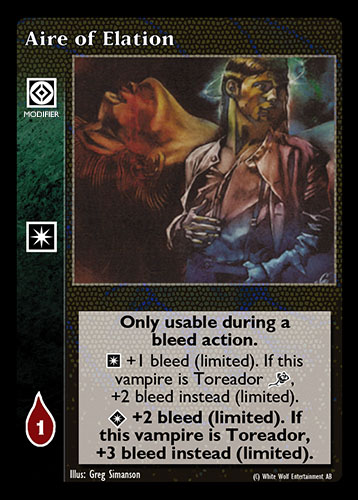 Aire of Elation
MODIFIER
Only usable during a
bleed action.
+1 bleed (limited). If this
vampire is Toreador ,
+2 bleed instead (limited).
+2 bleed (limited). If
this vampire is Toreador,
+3 bleed instead (limited).
1
Illus: Greg Simanson
(C) White Wolf Entertainment AB